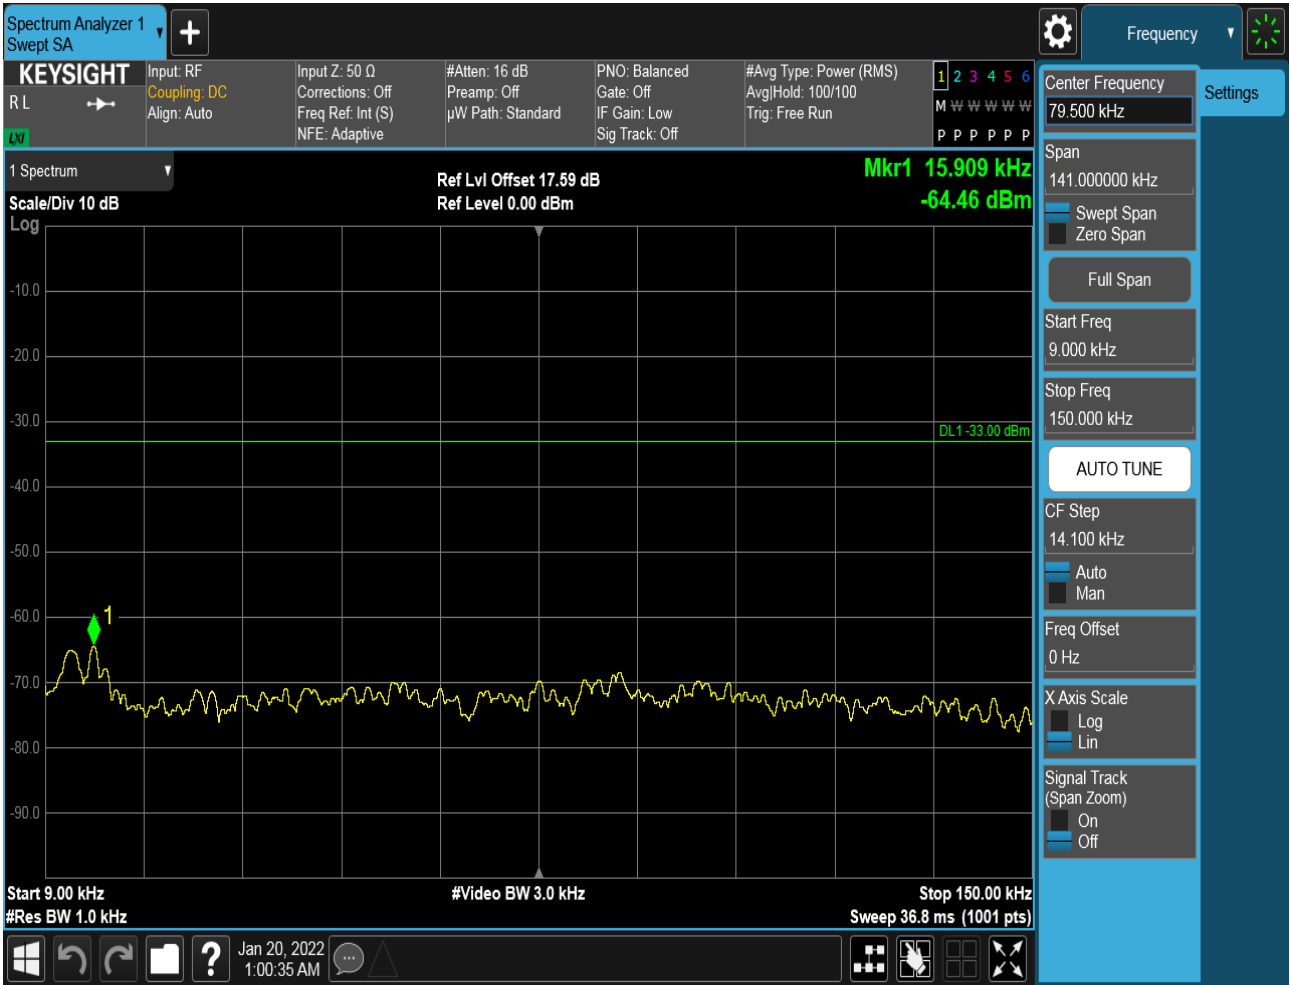 Spectrum Analyzer 1
Swept SA
Frequency
KEYSIGHT
R L
LXI
Input: RF
Coupling: DC
Align: Auto
Input Z: 50 Ω
Corrections: Off
Freq Ref: Int (S)
NFE: Adaptive
#Atten: 16 dB
Preamp: Off
µW Path: Standard
PNO: Balanced
Gate: Off
IF Gain: Low
Sig Track: Off
#Avg Type: Power (RMS)
Avg|Hold: 100/100
Trig: Free Run
1 2 3 4 5 6
M W W W W W
P P P P P P
1 Spectrum
Scale/Div 10 dB
Log
Ref Lvl Offset 17.59 dB
Ref Level 0.00 dBm
Mkr1 15.909 kHz
-64.46 dBm
-10.0
-20.0
-30.0
DL1 -33.00 dBm
-40.0
-50.0
-60.0
1
-70.0
-80.0
-90.0
Start 9.00 kHz
#Res BW 1.0 kHz
#Video BW 3.0 kHz
Stop 150.00 kHz
Sweep 36.8 ms (1001 pts)
Center Frequency
79.500 kHz
Span
141.000000 kHz
Swept Span
Zero Span
Full Span
Start Freq
9.000 kHz
Stop Freq
150.000 kHz
AUTO TUNE
CF Step
14.100 kHz
Auto
Man
Freq Offset
0 Hz
X Axis Scale
Log
Lin
Signal Track
(Span Zoom)
On
Off
Settings
?
Jan 20, 2022
1:00:35 AM